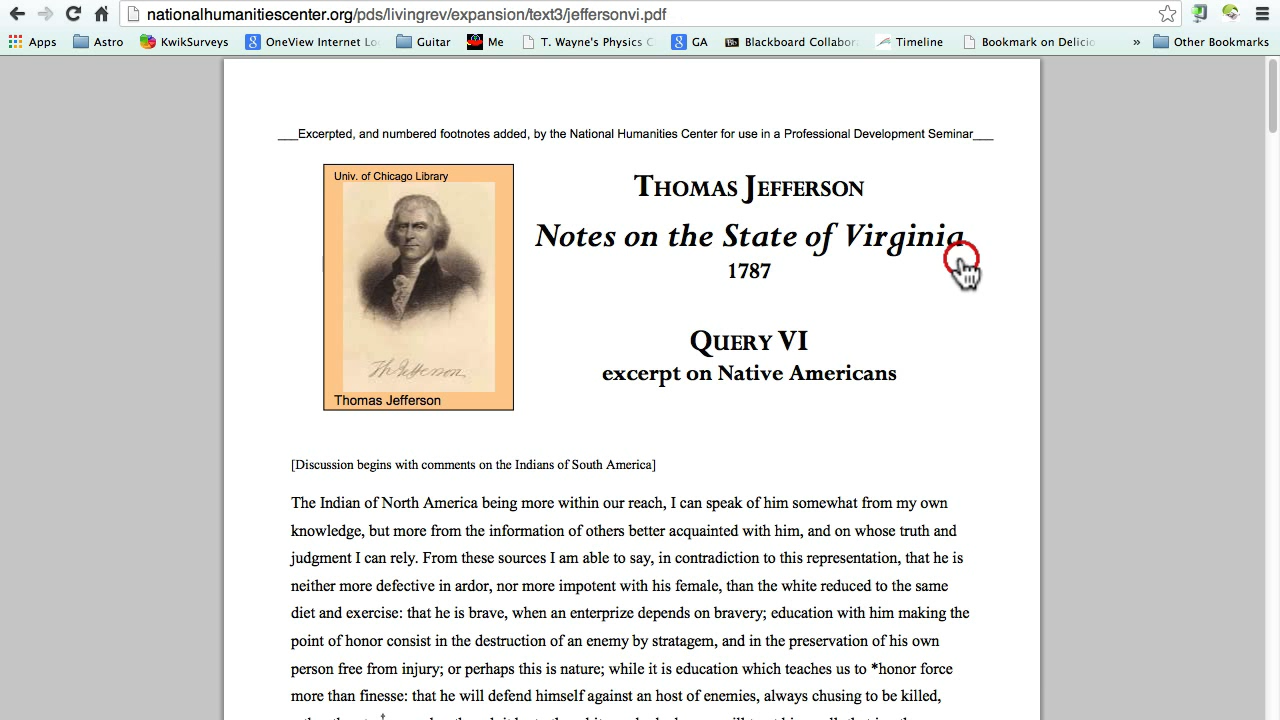 nationalhumanitiescenter.org/pds/livingrev/expansion/text3/jeffersonvi.pdf
Apps Astro KwikSurveys OneView Internet Lo Guitar Me T. Wayne's Physics C GA Bb Blackboard Collabora Timeline Bookmark on Delicio » Other Bookmarks
___Excerpted, and numbered footnotes added, by the National Humanities Center for use in a Professional Development Seminar___
Univ. of Chicago Library
Th Jefferson
Thomas Jefferson
THOMAS JEFFERSON
Notes on the State of Virginia
1787
QUERY VI
excerpt on Native Americans
[Discussion begins with comments on the Indians of South America]
The Indian of North America being more within our reach, I can speak of him somewhat from my own
knowledge, but more from the information of others better acquainted with him, and on whose truth and
judgment I can rely. From these sources I am able to say, in contradiction to this representation, that he is
neither more defective in ardor, nor more impotent with his female, than the white reduced to the same
diet and exercise: that he is brave, when an enterprize depends on bravery; education with him making the
point of honor consist in the destruction of an enemy by stratagem, and in the preservation of his own
person free from injury; or perhaps this is nature; while it is education which teaches us to *honor force
more than finesse: that he will defend himself against an host of enemies, always chusing to be killed,